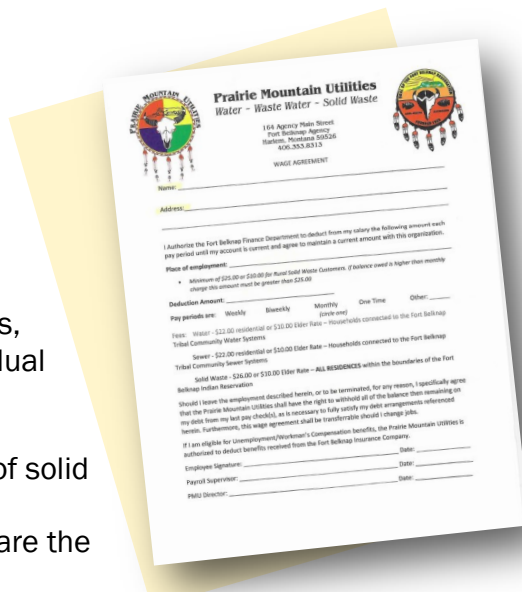 PRAIRIE MOUNTAIN UTILITIES
Prairie Mountain Utilities
Water - Waste Water - Solid Waste
164 Agency Main Street
Fort Belknap Agency
Harlem, Montana 59526
406.353.8313
WAGE AGREEMENT
Name:
Address:
I Authorize the Fort Belknap Finance Department to deduct from my salary the following amount each
pay period until my account is current and agree to maintain a current amount with this organization.
Place of employment:
• Minimum of $25.00 or $10.00 for Rural Solid Waste Customers. If balance owed is higher than monthly
charge this amount must be greater than $25.00
Deduction Amount:
Pay periods are: Weekly Biweekly Monthly One Time Other:
(circle one)
Fees: Water - $22.00 residential or $10.00 Elder Rate – Households connected to the Fort Belknap
Tribal Community Water Systems
Sewer - $22.00 residential or $10.00 Elder Rate – Households connected to the Fort Belknap
Tribal Community Sewer Systems
Solid Waste - $26.00 or $10.00 Elder Rate – ALL RESIDENCES within the boundaries of the Fort
Belknap Indian Reservation
Should I leave the employment described herein, or to be terminated, for any reason, I specifically agree
that the Prairie Mountain Utilities shall have the right to withhold all of the balance then remaining on
my debt from my last pay check(s), as is necessary to fully satisfy my debt arrangements referenced
herein. Furthermore, this wage agreement shall be transferrable should I change jobs.
If I am eligible for Unemployment/Workman's Compensation benefits, the Prairie Mountain Utilities is
authorized to deduct benefits received from the Fort Belknap Insurance Company.
Employee Signature: Date:
Payroll Supervisor: Date:
PMU Director: Date:
s,
dual
of solid
are the